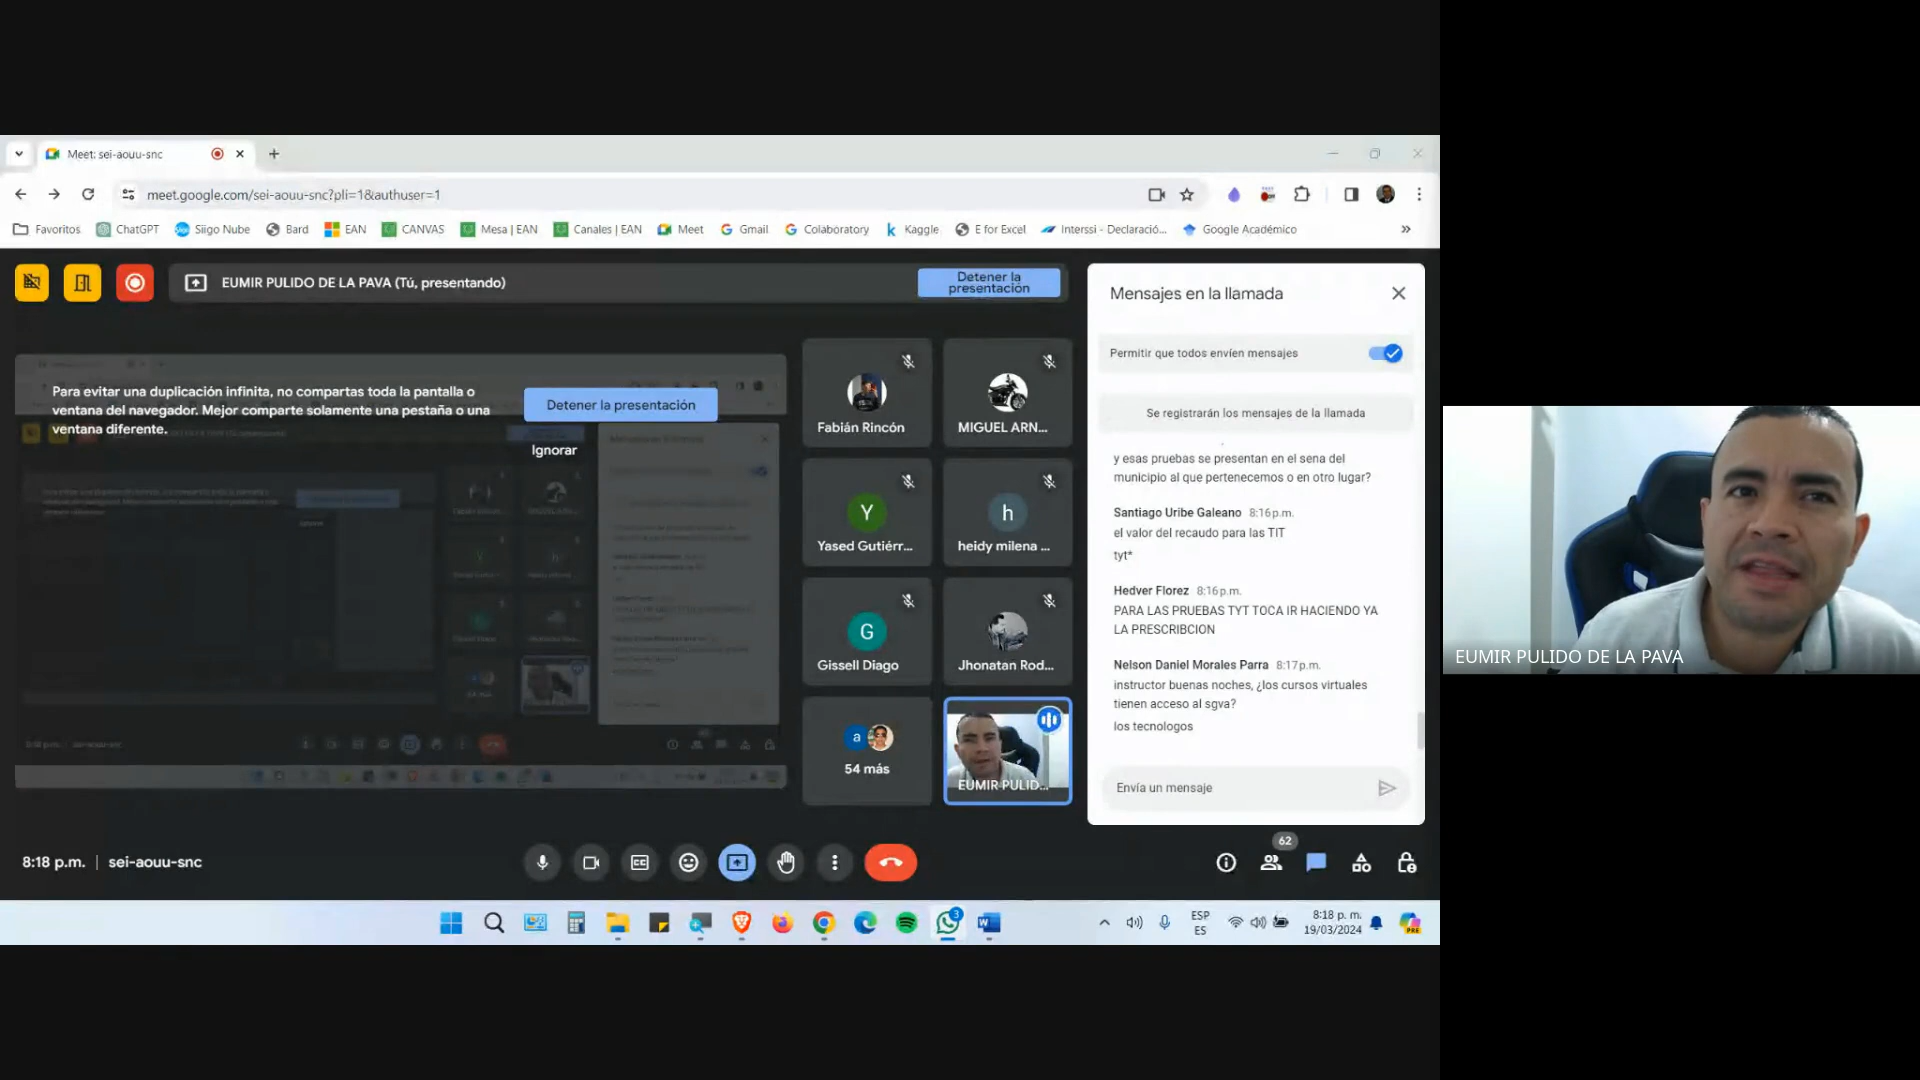 Meet: sei-aouu-snc
meet.google.com/sei-aouu-snc?pli=1&authuser=1
Favoritos ChatGPT Siigo Nube Bard EAN CANVAS Mesa | EAN Canales | EAN Meet Gmail Colaboratory Kaggle E for Excel Interssi - Declaració... Google Académico
EUMIR PULIDO DE LA PAVA (Tú, presentando)
Detener la
presentación
Para evitar una duplicación infinita, no compartas toda la pantalla o
ventana del navegador. Mejor comparte solamente una pestaña o una
ventana diferente.
Detener la presentación
Ignorar
Fabián Rincón
MIGUEL ARN...
Y
Yased Gutiérr...
h
heidy milena ...
G
Gissell Diago
Jhonatan Rod...
a
54 más
EUMIR PULID...
Mensajes en la llamada
Permitir que todos envíen mensajes
Se registrarán los mensajes de la llamada
y esas pruebas se presentan en el sena del
municipio al que pertenecemos o en otro lugar?
Santiago Uribe Galeano 8:16 p.m.
el valor del recaudo para las TIT
tyt*
Hedver Florez 8:16 p.m.
PARA LAS PRUEBAS TYT TOCA IR HACIENDO YA
LA PRESCRIBCION
Nelson Daniel Morales Parra 8:17 p.m.
instructor buenas noches, ¿los cursos virtuales
tienen acceso al sgva?
los tecnologos
Envía un mensaje
8:18 p.m. | sei-aouu-snc
62
3
ESP
ES
8:18 p. m.
19/03/2024
PRE
EUMIR PULIDO DE LA PAVA